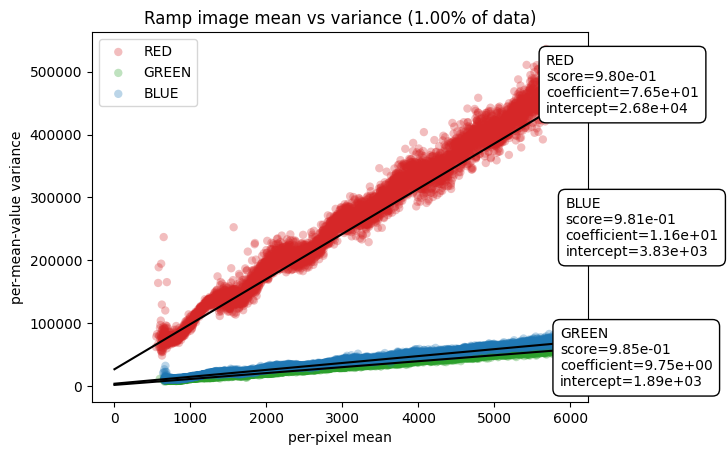 Ramp image mean vs variance (1.00% of data)
RED
GREEN
BLUE
500000
400000
300000
200000
100000
0
per-mean-value variance
0
1000
2000
3000
4000
5000
6000
per-pixel mean
RED
score=9.80e-01
coefficient=7.65e+01
intercept=2.68e+04
BLUE
score=9.81e-01
coefficient=1.16e+01
intercept=3.83e+03
GREEN
score=9.85e-01
coefficient=9.75e+00
intercept=1.89e+03